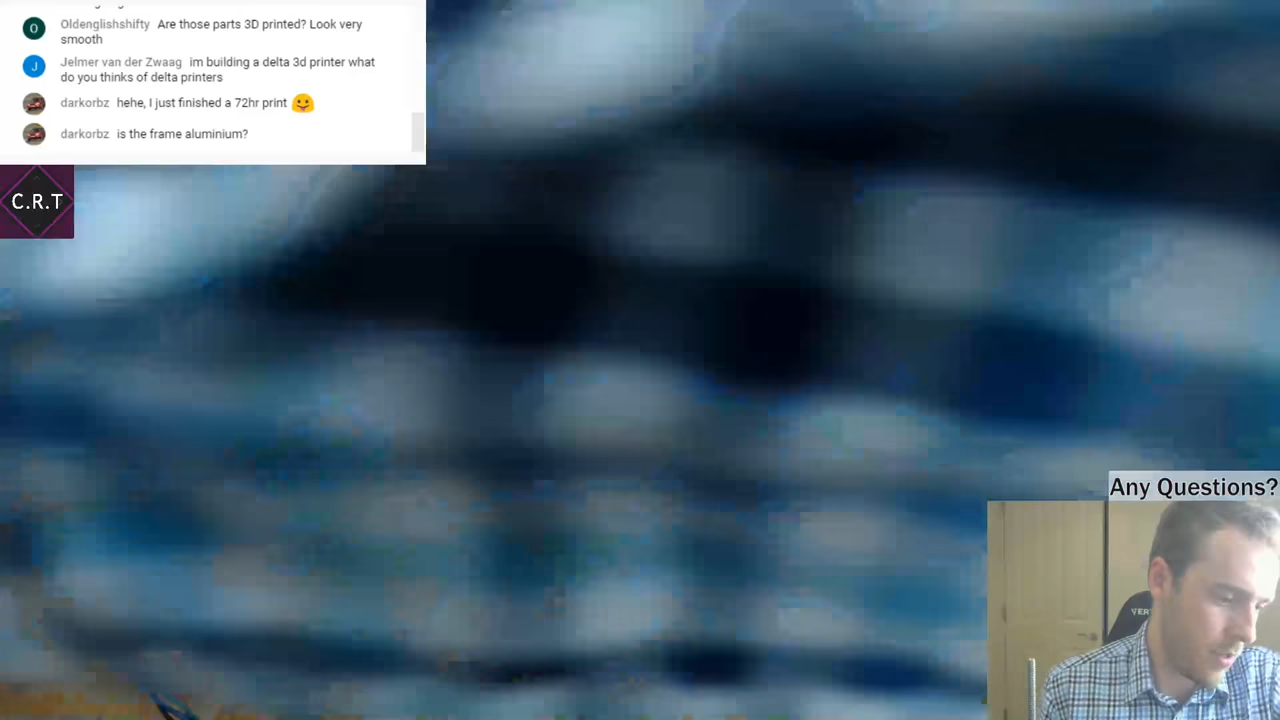 Oldenglishshifty Are those parts 3D printed? Look very
smooth
Jelmer van der Zwaag im building a delta 3d printer what
do you thinks of delta printers
darkorbz hehe, I just finished a 72hr print
darkorbz is the frame aluminium?
C.R.T
Any Questions?